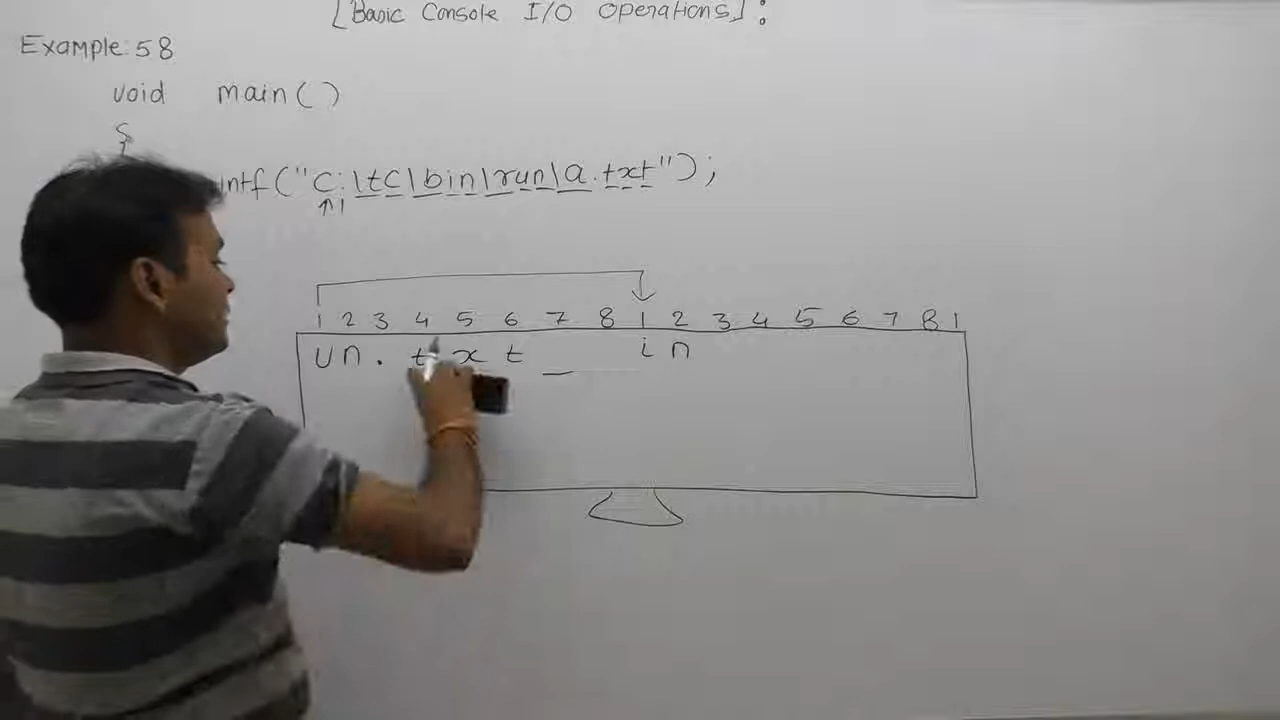 [Basic Console I/O Operations]:
Example:58
void main()
{
intf("C:\tc\bin\run\a.txt");
↑1
1 2 3 4 5 6 7 8 1 2 3 4 5 6 7 8 1
un. txt _ in